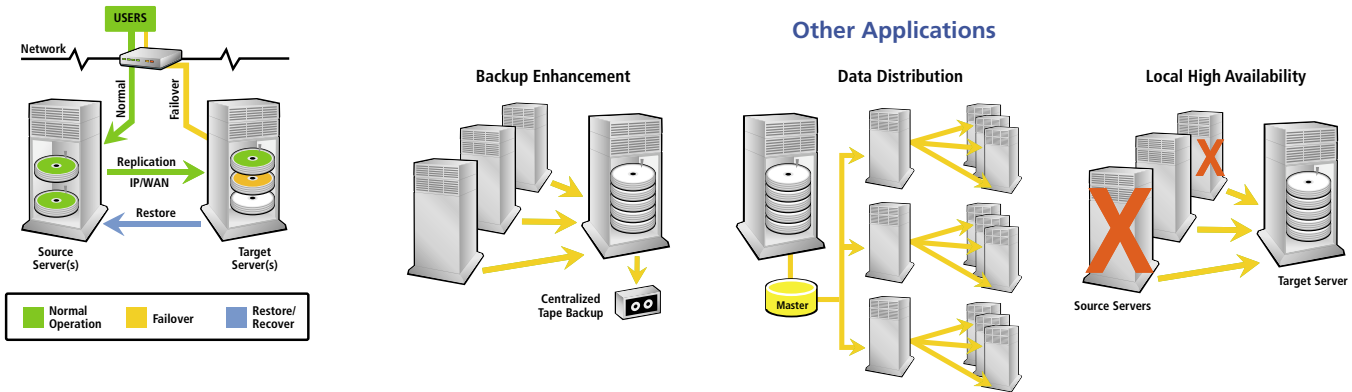 USERS
Network
Normal
Failover
Replication
IP/WAN
Restore
Source
Server(s)
Target
Server(s)
Normal
Operation
Failover
Restore/
Recover
Other Applications
Backup Enhancement
Centralized
Tape Backup
Data Distribution
Master
Local High Availability
X
X
Source Servers
Target Server